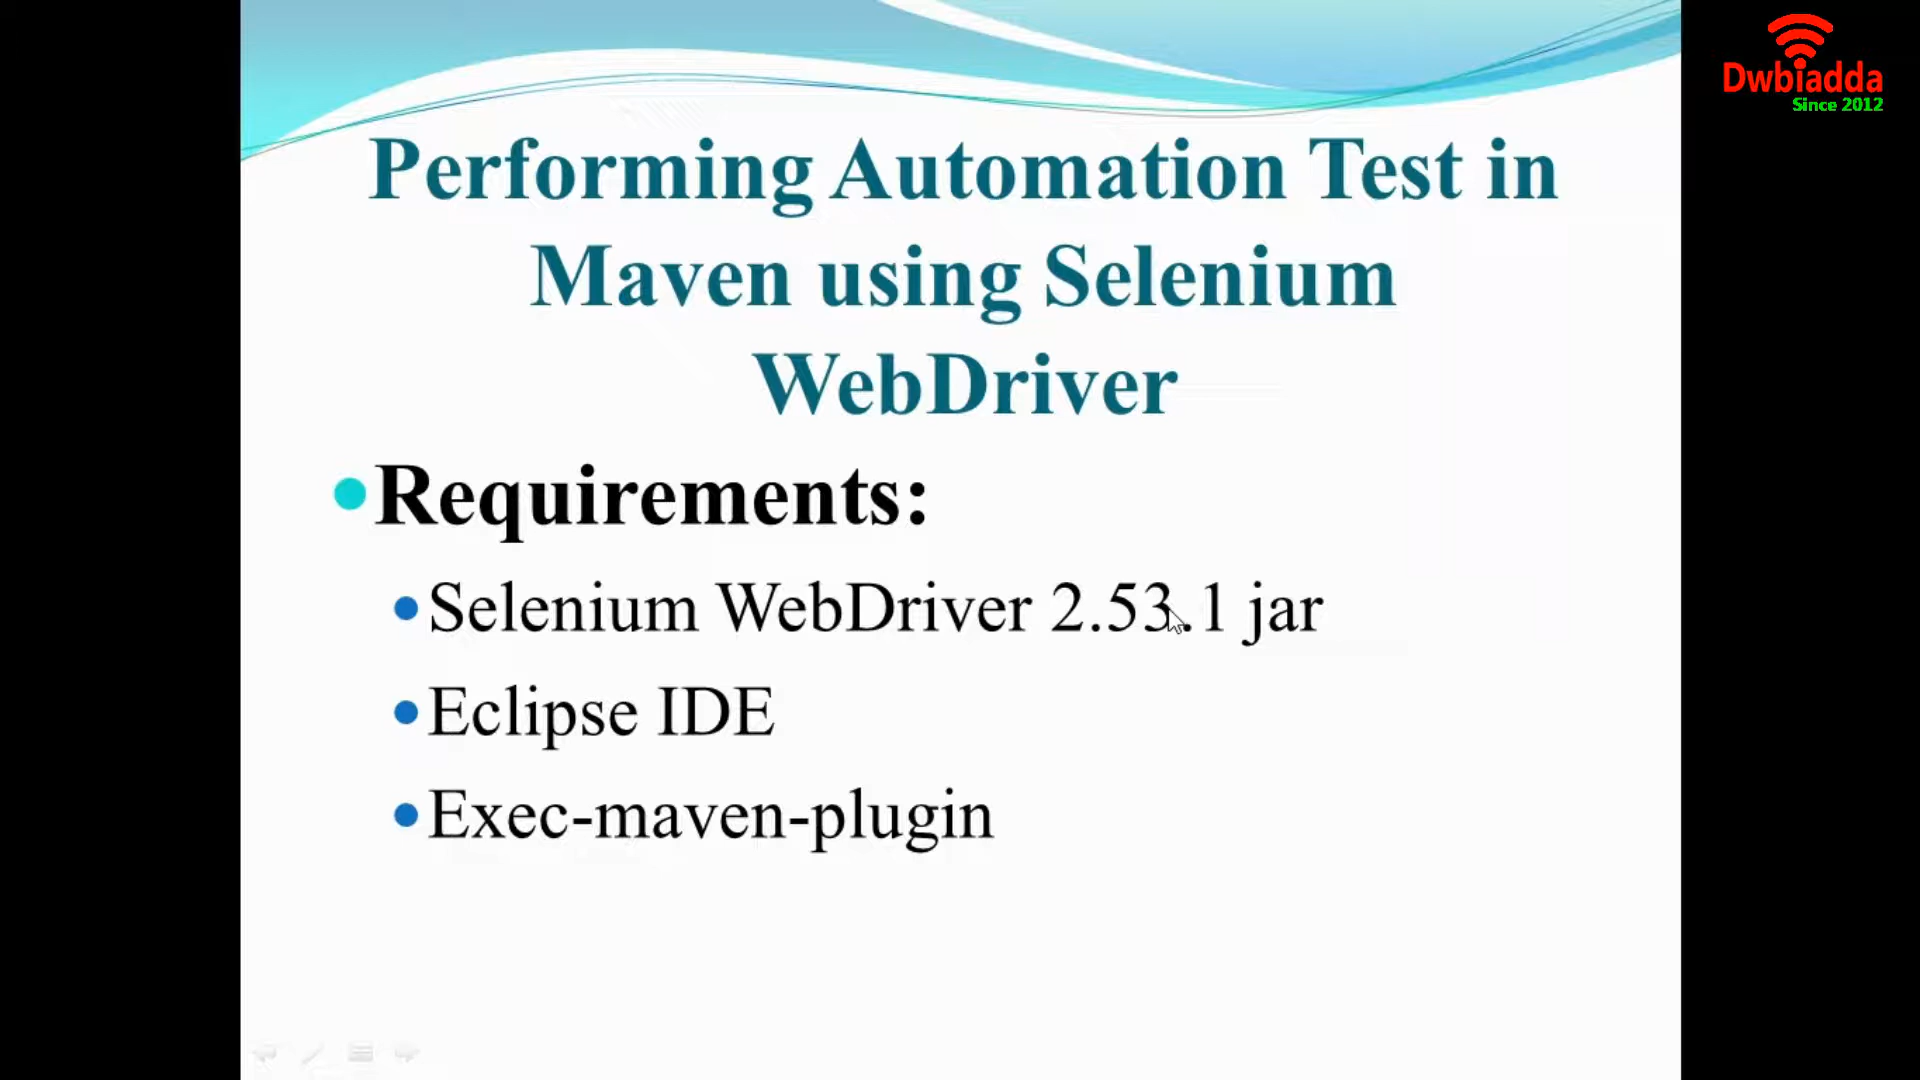 Dwbiadda
Since 2012
Performing Automation Test in
Maven using Selenium
WebDriver
Requirements:
Selenium WebDriver 2.53.1 jar
Eclipse IDE
Exec-maven-plugin